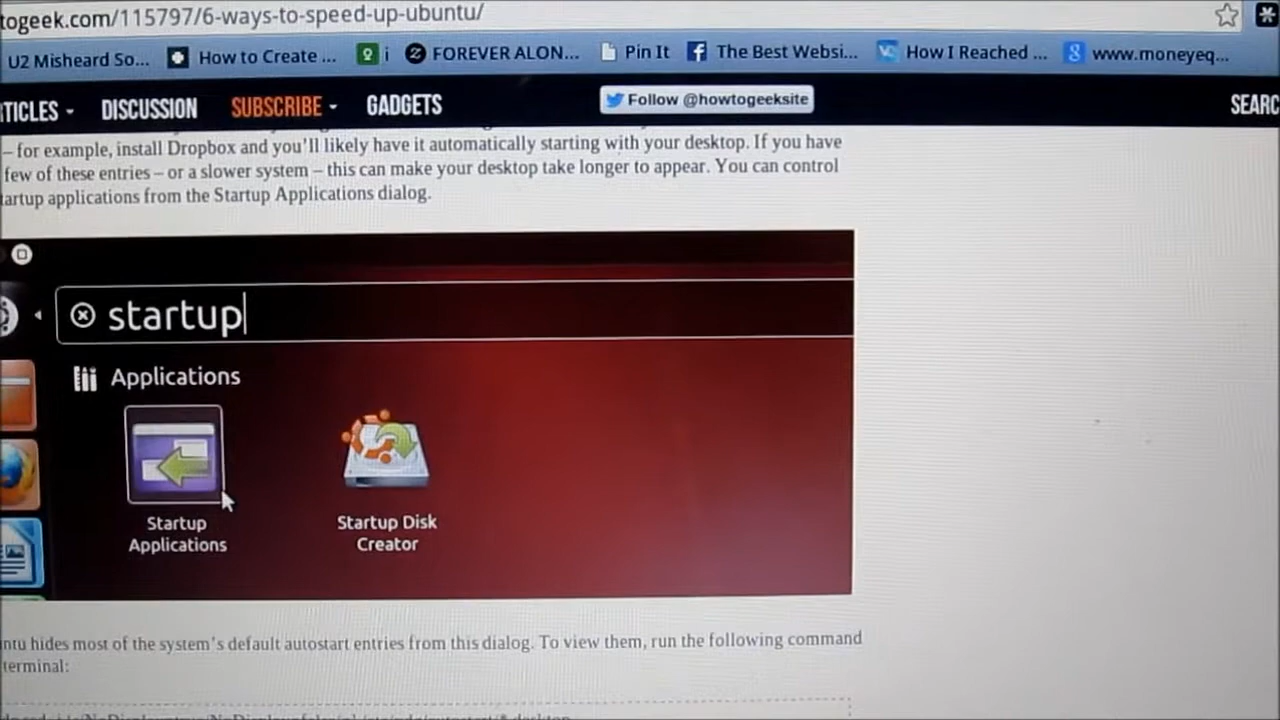 togeek.com/115797/6-ways-to-speed-up-ubuntu/
U2 Misheard So... How to Create ... i FOREVER ALON... Pin It The Best Websi... How I Reached ... www.moneyeq...
TICLES DISCUSSION SUBSCRIBE GADGETS Follow @howtogeeksite SEARC
– for example, install Dropbox and you'll likely have it automatically starting with your desktop. If you have
few of these entries – or a slower system – this can make your desktop take longer to appear. You can control
tartup applications from the Startup Applications dialog.
startup
Applications
Startup
Applications
Startup Disk
Creator
untu hides most of the system's default autostart entries from this dialog. To view them, run the following command
terminal: